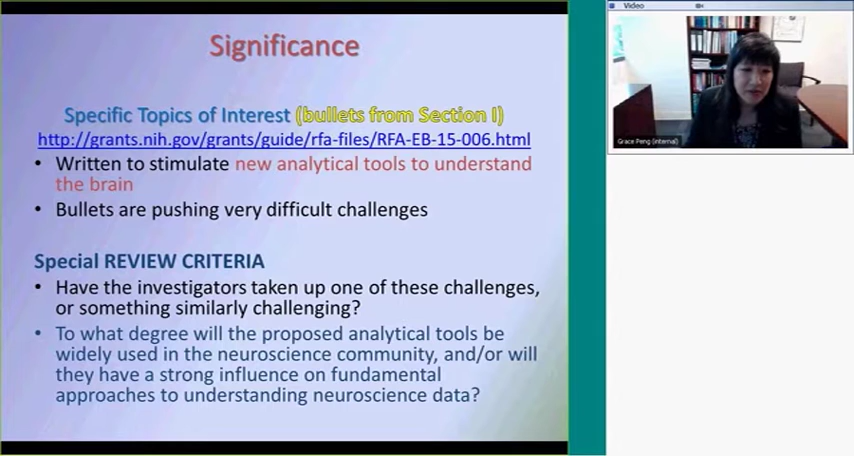 Significance
Specific Topics of Interest (bullets from Section I)
http://grants.nih.gov/grants/guide/rfa-files/RFA-EB-15-006.html
• Written to stimulate new analytical tools to understand
the brain
• Bullets are pushing very difficult challenges
Special REVIEW CRITERIA
• Have the investigators taken up one of these challenges,
or something similarly challenging?
• To what degree will the proposed analytical tools be
widely used in the neuroscience community, and/or will
they have a strong influence on fundamental
approaches to understanding neuroscience data?
Video
Grace Peng (internal)